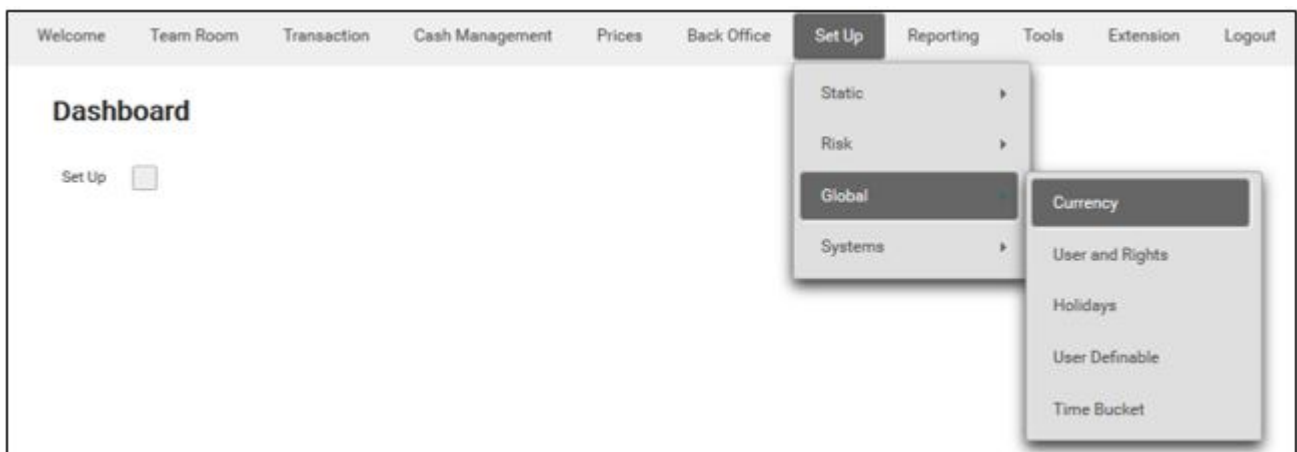 Welcome Team Room Transaction Cash Management Prices Back Office Set Up Reporting Tools Extension Logout
Dashboard
Set Up
Static
Risk
Global
Systems
Currency
User and Rights
Holidays
User Definable
Time Bucket